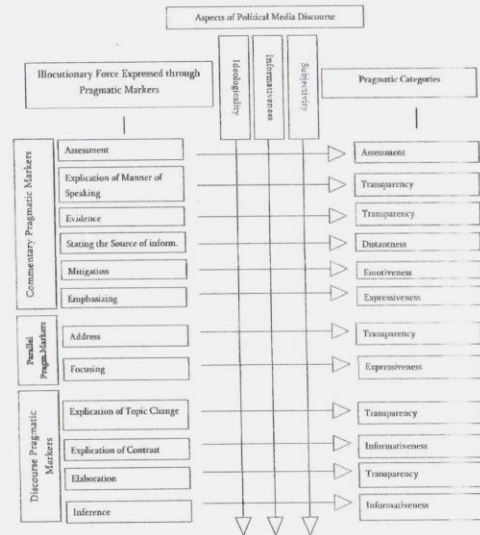 Aspects of Political Media Discourse
Illocutionary Force Expressed through
Pragmatic Markers
Ideologicality
Informativeness
Subjectivity
Pragmatic Categories
Commentary Pragmatic Markers
Assessment
Assessment
Explication of Manner of
Speaking
Transparency
Evidence
Transparency
Stating the Source of inform.
Distantness
Mitigation
Emotiveness
Emphasizing
Expressiveness
Parallel
Pragm.Markers
Address
Transparency
Focusing
Expressiveness
Discourse Pragmatic
Markers
Explication of Topic Change
Transparency
Explication of Contrast
Informativeness
Elaboration
Transparency
Inference
Informativeness